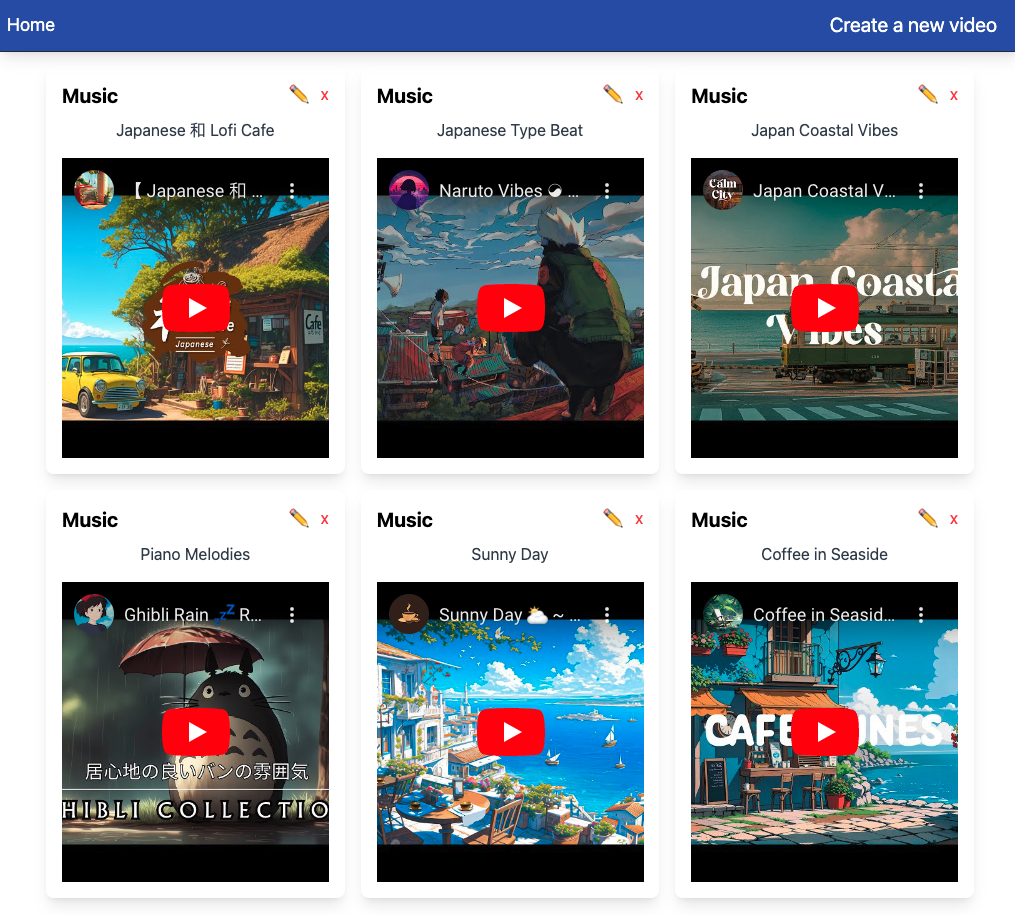 Home
Create a new video
Music
x
Japanese 和 Lofi Cafe
【 Japanese 和 ...
Cafe
Japanese
Music
x
Japanese Type Beat
Naruto Vibes ☯ ...
Music
x
Japan Coastal Vibes
Calm City
Japan Coastal V...
Japan Coasta
Vibes
Music
x
Piano Melodies
Ghibli Rain 💤 R...
居心地の良いバンの雰囲気
HIBLI COLLECTIO
Music
x
Sunny Day
Sunny Day ⛅ ~ ...
Music
x
Coffee in Seaside
Coffee in Seasid...
CAFE
NES